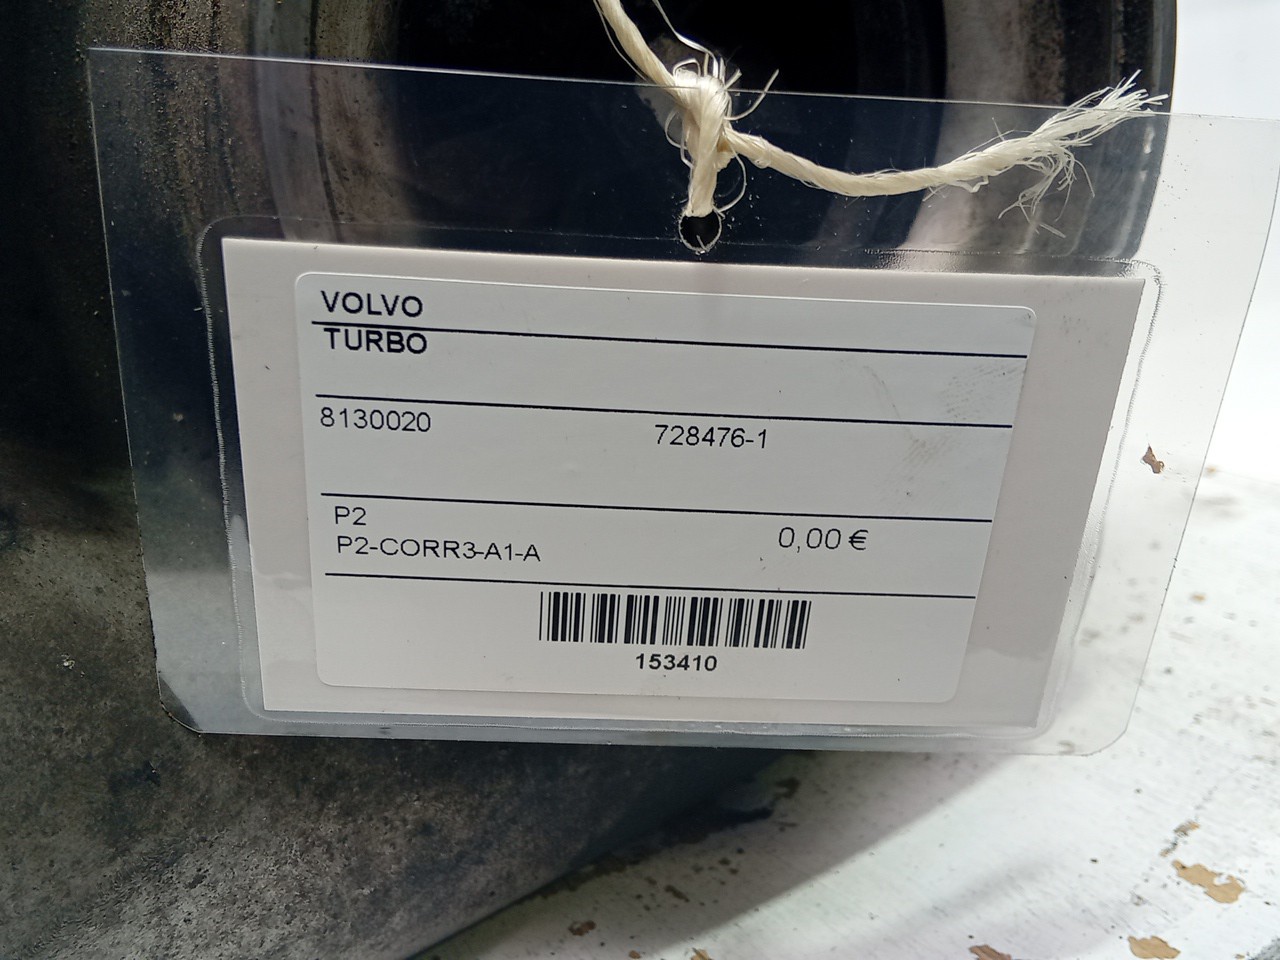 VOLVO
TURBO
8130020 728476-1
P2 0,00 €
P2-CORR3-A1-A
153410